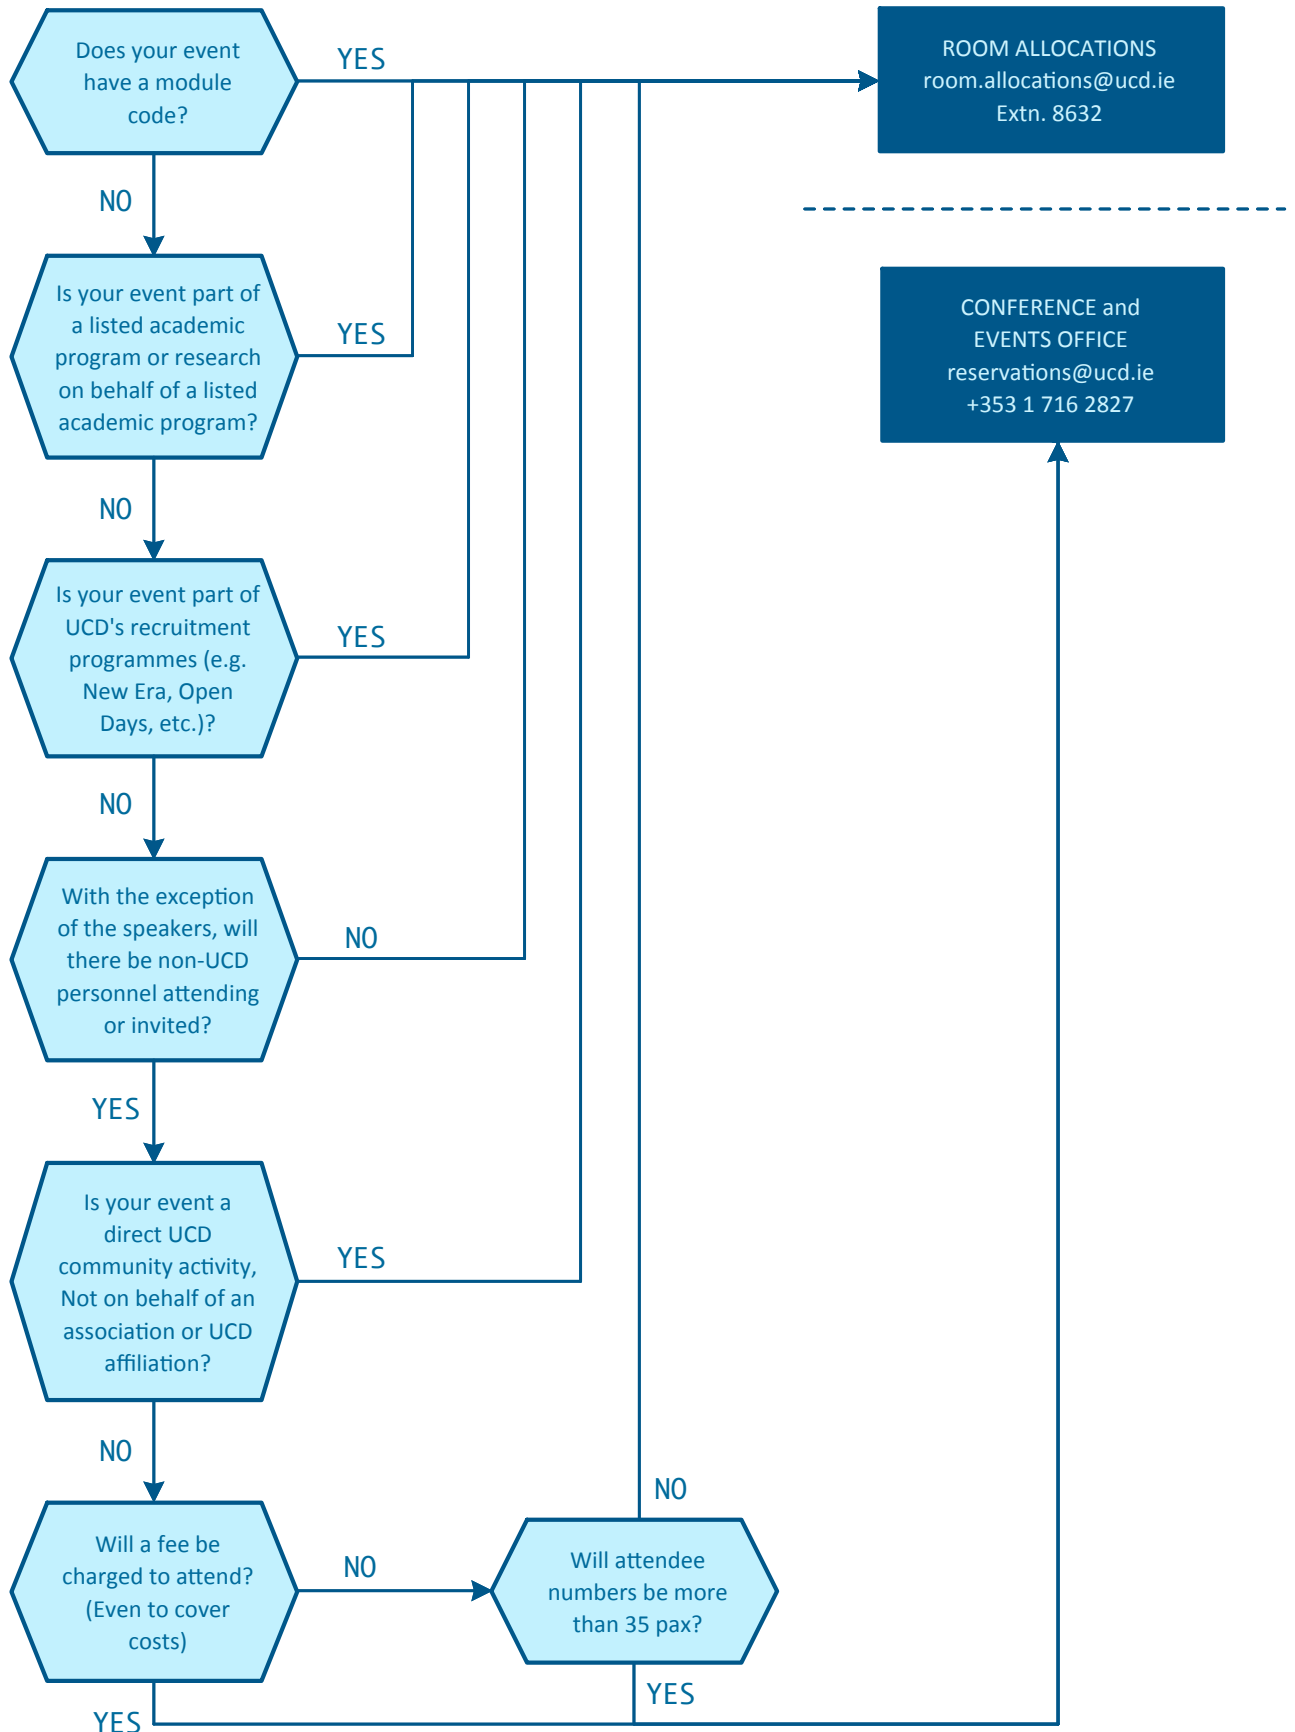 Does your event
have a module
code?
YES
ROOM ALLOCATIONS
room.allocations@ucd.ie
Extn. 8632
NO
Is your event part of
a listed academic
program or research
on behalf of a listed
academic program?
YES
CONFERENCE and
EVENTS OFFICE
reservations@ucd.ie
+353 1 716 2827
NO
Is your event part of
UCD's recruitment
programmes (e.g.
New Era, Open
Days, etc.)?
YES
NO
With the exception
of the speakers, will
there be non-UCD
personnel attending
or invited?
NO
YES
Is your event a
direct UCD
community activity,
Not on behalf of an
association or UCD
affiliation?
YES
NO
Will a fee be
charged to attend?
(Even to cover
costs)
NO
Will attendee
numbers be more
than 35 pax?
NO
YES
YES